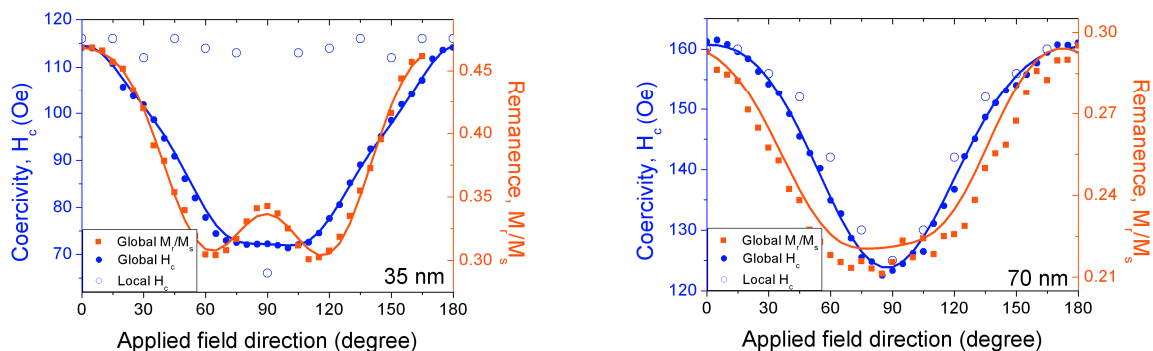 Coercivity, H_c (Oe)
120
110
100
90
80
70
0.45
0.40
0.35
0.30
Remanence, M_r/M_s
Global M_r/M_s
Global H_c
Local H_c
35 nm
0 30 60 90 120 150 180
Applied field direction (degree)
Coercivity, H_c (Oe)
160
150
140
130
120
0.30
0.27
0.24
0.21
Remanence, M_r/M_s
Global M_r/M_s
Global H_c
Local H_c
70 nm
0 30 60 90 120 150 180
Applied field direction (degree)